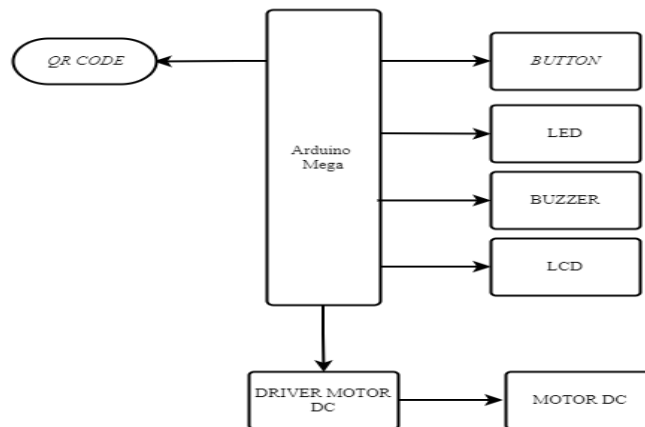 QR CODE
BUTTON
Arduino
Mega
LED
BUZZER
LCD
DRIVER MOTOR
DC
MOTOR DC